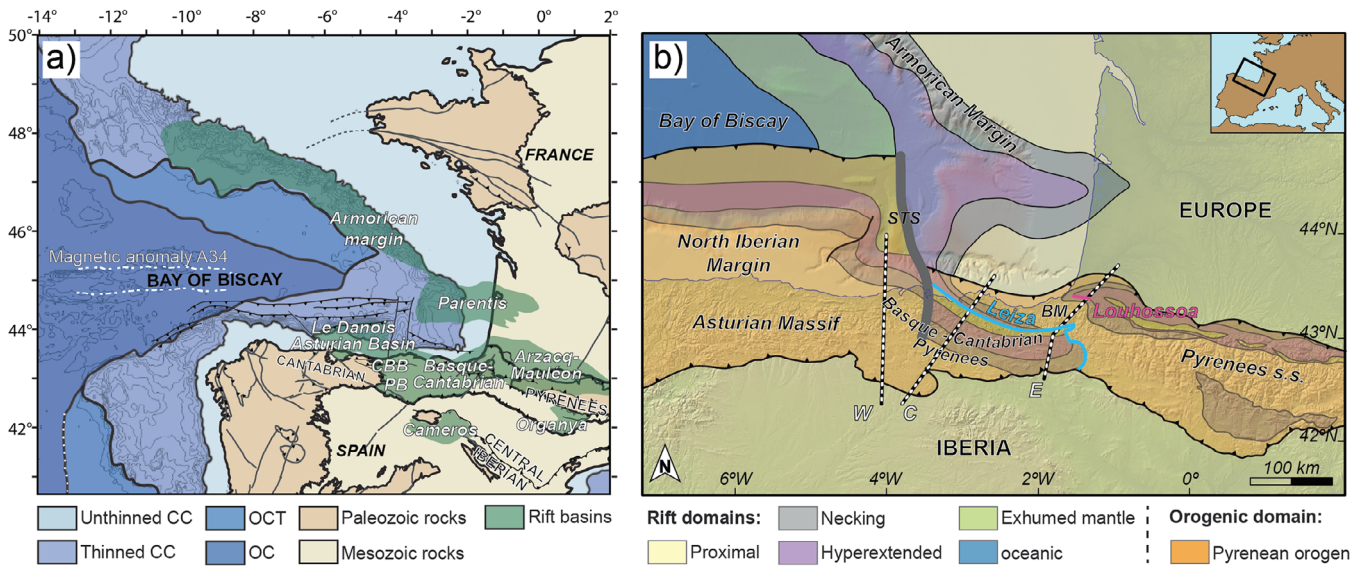 -14° -12° -10° -8° -6° -4° -2° 0° 2°
50°
48°
46°
44°
42°
a)
FRANCE
Armorican
margin
Magnetic anomaly A34
BAY OF BISCAY
Parentis
Le Danois
Asturian Basin
CANTABRIAN
CBB
PB
Basque-
Cantabrian
Arzacq-
Mauleon
PYRENEES
Organya
Cameros
SPAIN
CENTRAL
IBERIAN
Unthinned CC
OCT
Paleozoic rocks
Rift basins
Thinned CC
OC
Mesozoic rocks
b)
Armorican Margin
Bay of Biscay
EUROPE
STS
44°N
North Iberian
Margin
Leiza
BM
Louhossoa
Asturian Massif
Basque
Cantabrian
Pyrenees
43°N
Pyrenees s.s.
W
C
E
IBERIA
42°N
N
6°W
4°W
2°W
0°
100 km
Rift domains:
Necking
Exhumed mantle
Orogenic domain:
Proximal
Hyperextended
oceanic
Pyrenean orogen